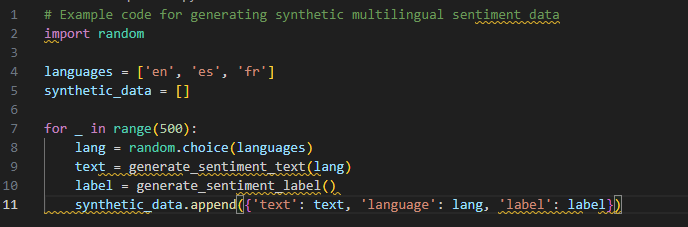 1 # Example code for generating synthetic multilingual sentiment data
2 import random
3
4 languages = ['en', 'es', 'fr']
5 synthetic_data = []
6
7 for _ in range(500):
8     lang = random.choice(languages)
9     text = generate_sentiment_text(lang)
10     label = generate_sentiment_label()
11     synthetic_data.append({'text': text, 'language': lang, 'label': label})